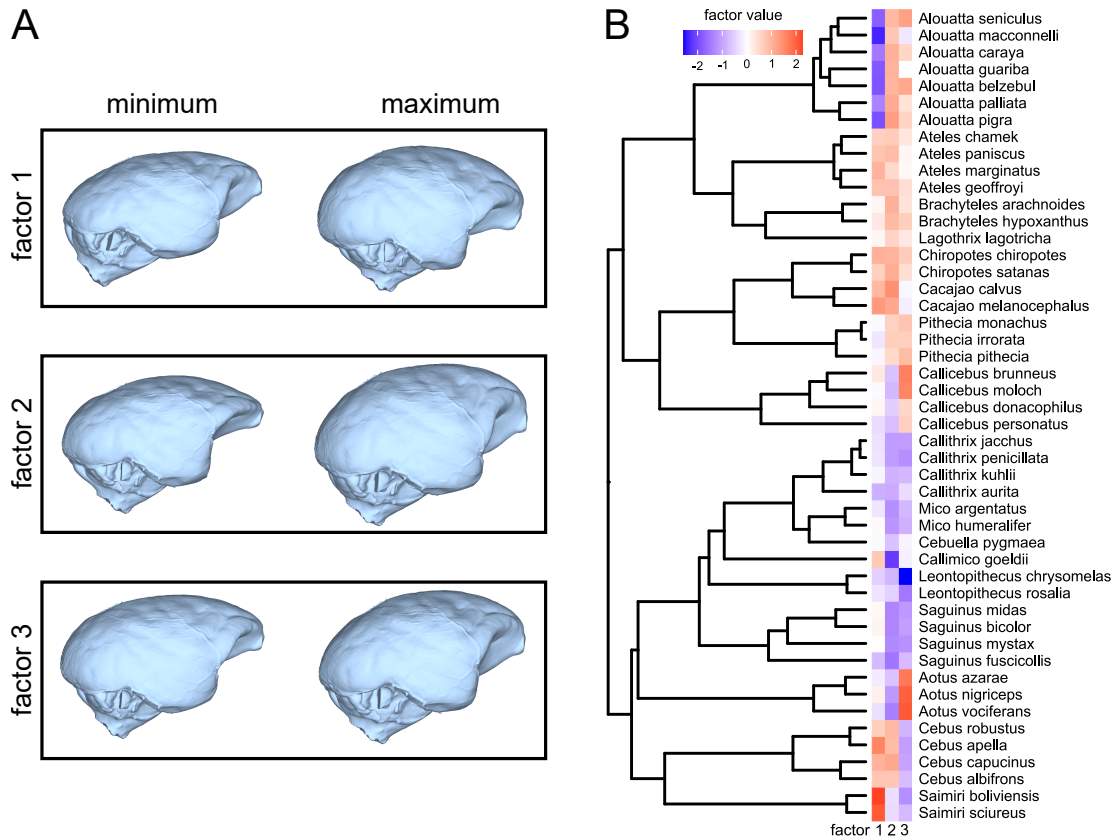 A
minimum
maximum
factor 1
factor 2
factor 3
B
factor value
-2 -1 0 1 2
Alouatta seniculus
Alouatta macconnelli
Alouatta caraya
Alouatta guariba
Alouatta belzebul
Alouatta palliata
Alouatta pigra
Ateles chamek
Ateles paniscus
Ateles marginatus
Ateles geoffroyi
Brachyteles arachnoides
Brachyteles hypoxanthus
Lagothrix lagotricha
Chiropotes chiropotes
Chiropotes satanas
Cacajao calvus
Cacajao melanocephalus
Pithecia monachus
Pithecia irrorata
Pithecia pithecia
Callicebus brunneus
Callicebus moloch
Callicebus donacophilus
Callicebus personatus
Callithrix jacchus
Callithrix penicillata
Callithrix kuhlii
Callithrix aurita
Mico argentatus
Mico humeralifer
Cebuella pygmaea
Callimico goeldii
Leontopithecus chrysomelas
Leontopithecus rosalia
Saguinus midas
Saguinus bicolor
Saguinus mystax
Saguinus fuscicollis
Aotus azarae
Aotus nigriceps
Aotus vociferans
Cebus robustus
Cebus apella
Cebus capucinus
Cebus albifrons
Saimiri boliviensis
Saimiri sciureus
factor 1 2 3